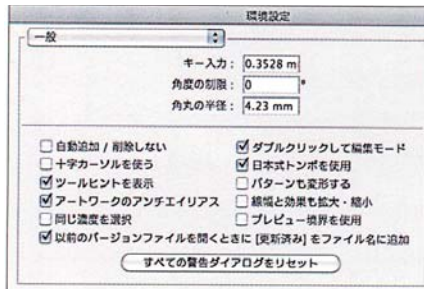 環境設定
一般
キー入力： 0.3528 m
角度の刻限： 0 °
角丸の半径： 4.23 mm
自動追加 / 削除しない ダブルクリックして編集モード
十字カーソルを使う 日本式トンボを使用
ツールヒントを表示 パターンも変形する
アートワークのアンチエイリアス 線幅と効果も拡大・縮小
同じ濃度を選択 プレビュー境界を使用
以前のバージョンファイルを開くときに [更新済み] をファイル名に追加
すべての警告ダイアログをリセット